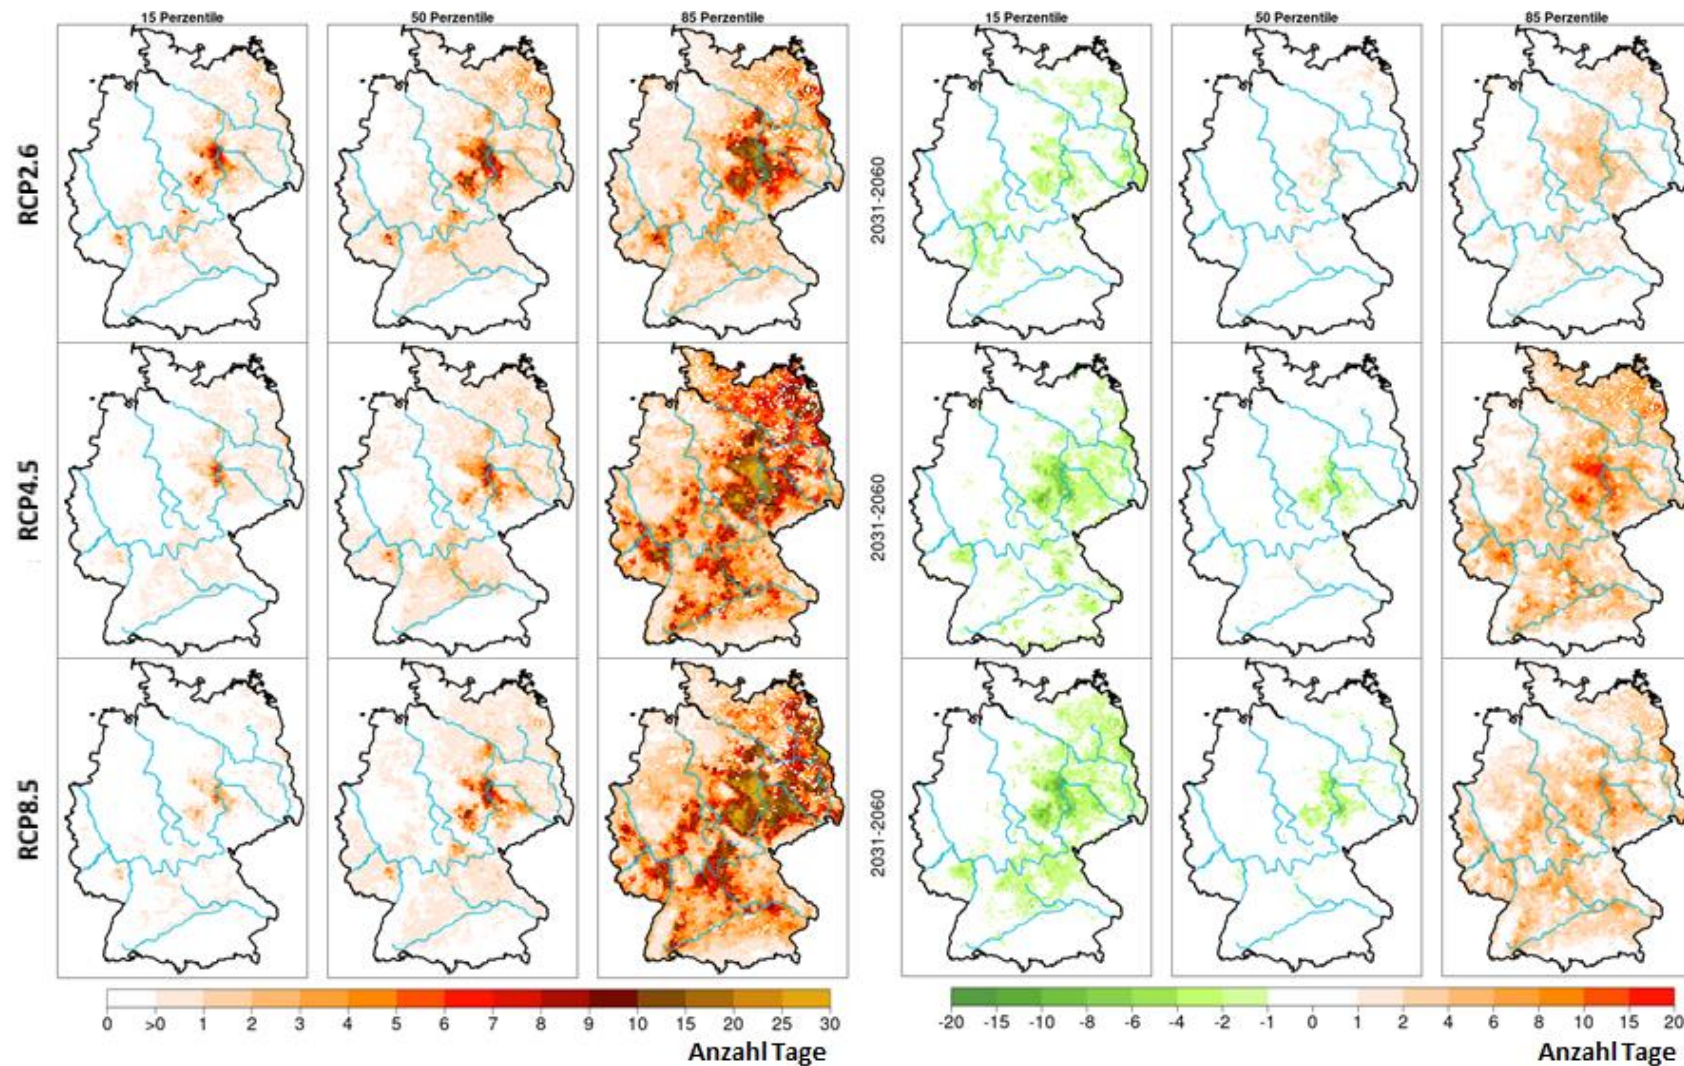 15 Perzentile 50 Perzentile 85 Perzentile 15 Perzentile 50 Perzentile 85 Perzentile
RCP2.6
2031-2060
RCP4.5
2031-2060
RCP8.5
2031-2060
0 >0 1 2 3 4 5 6 7 8 9 10 15 20 25 30
-20 -15 -10 -8 -6 -4 -2 -1 0 1 2 4 6 8 10 15 20
Anzahl Tage
Anzahl Tage